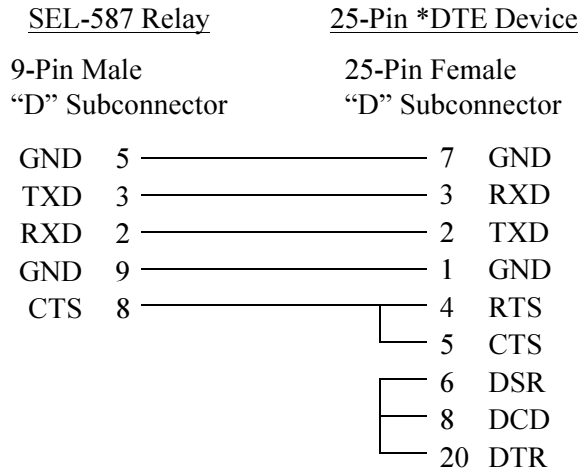 SEL-587 Relay 25-Pin *DTE Device
9-Pin Male 25-Pin Female
“D” Subconnector “D” Subconnector
GND 5 7 GND
TXD 3 3 RXD
RXD 2 2 TXD
GND 9 1 GND
CTS 8 4 RTS
5 CTS
6 DSR
8 DCD
20 DTR